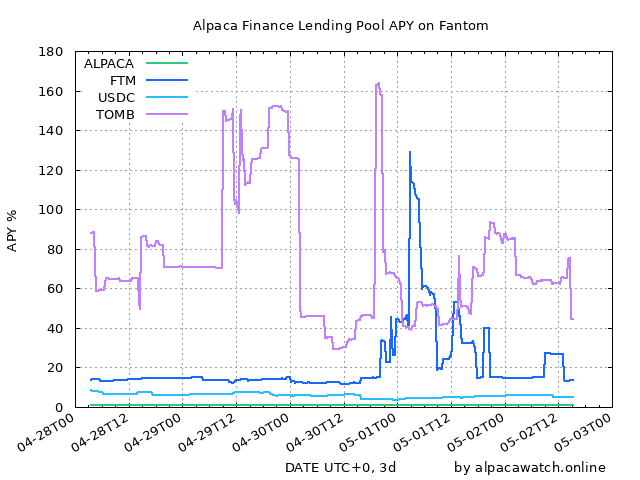 Alpaca Finance Lending Pool APY on Fantom
ALPACA
FTM
USDC
TOMB
APY %
180
160
140
120
100
80
60
40
20
0
04-28T00
04-28T12
04-29T00
04-29T12
04-30T00
04-30T12
05-01T00
05-01T12
05-02T00
05-02T12
05-03T00
DATE UTC+0, 3d
by alpacawatch.online